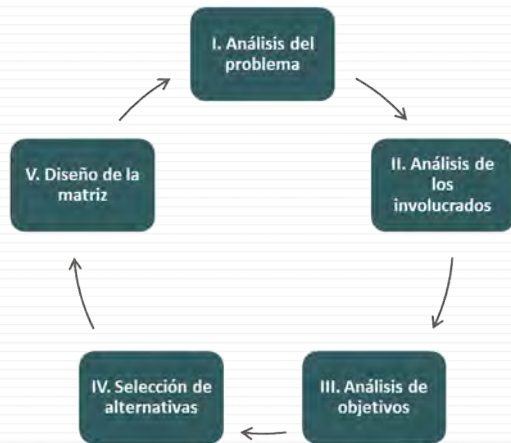 I. Análisis del
problema
II. Análisis de
los
involucrados
III. Análisis de
objetivos
IV. Selección de
alternativas
V. Diseño de la
matriz